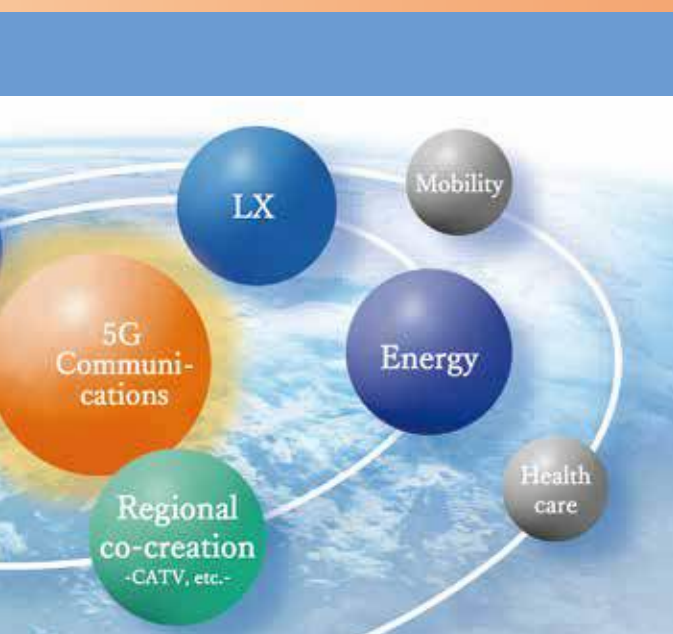 LX
Mobility
5G
Communi-
cations
Energy
Health
care
Regional
co-creation
-CATV, etc.-